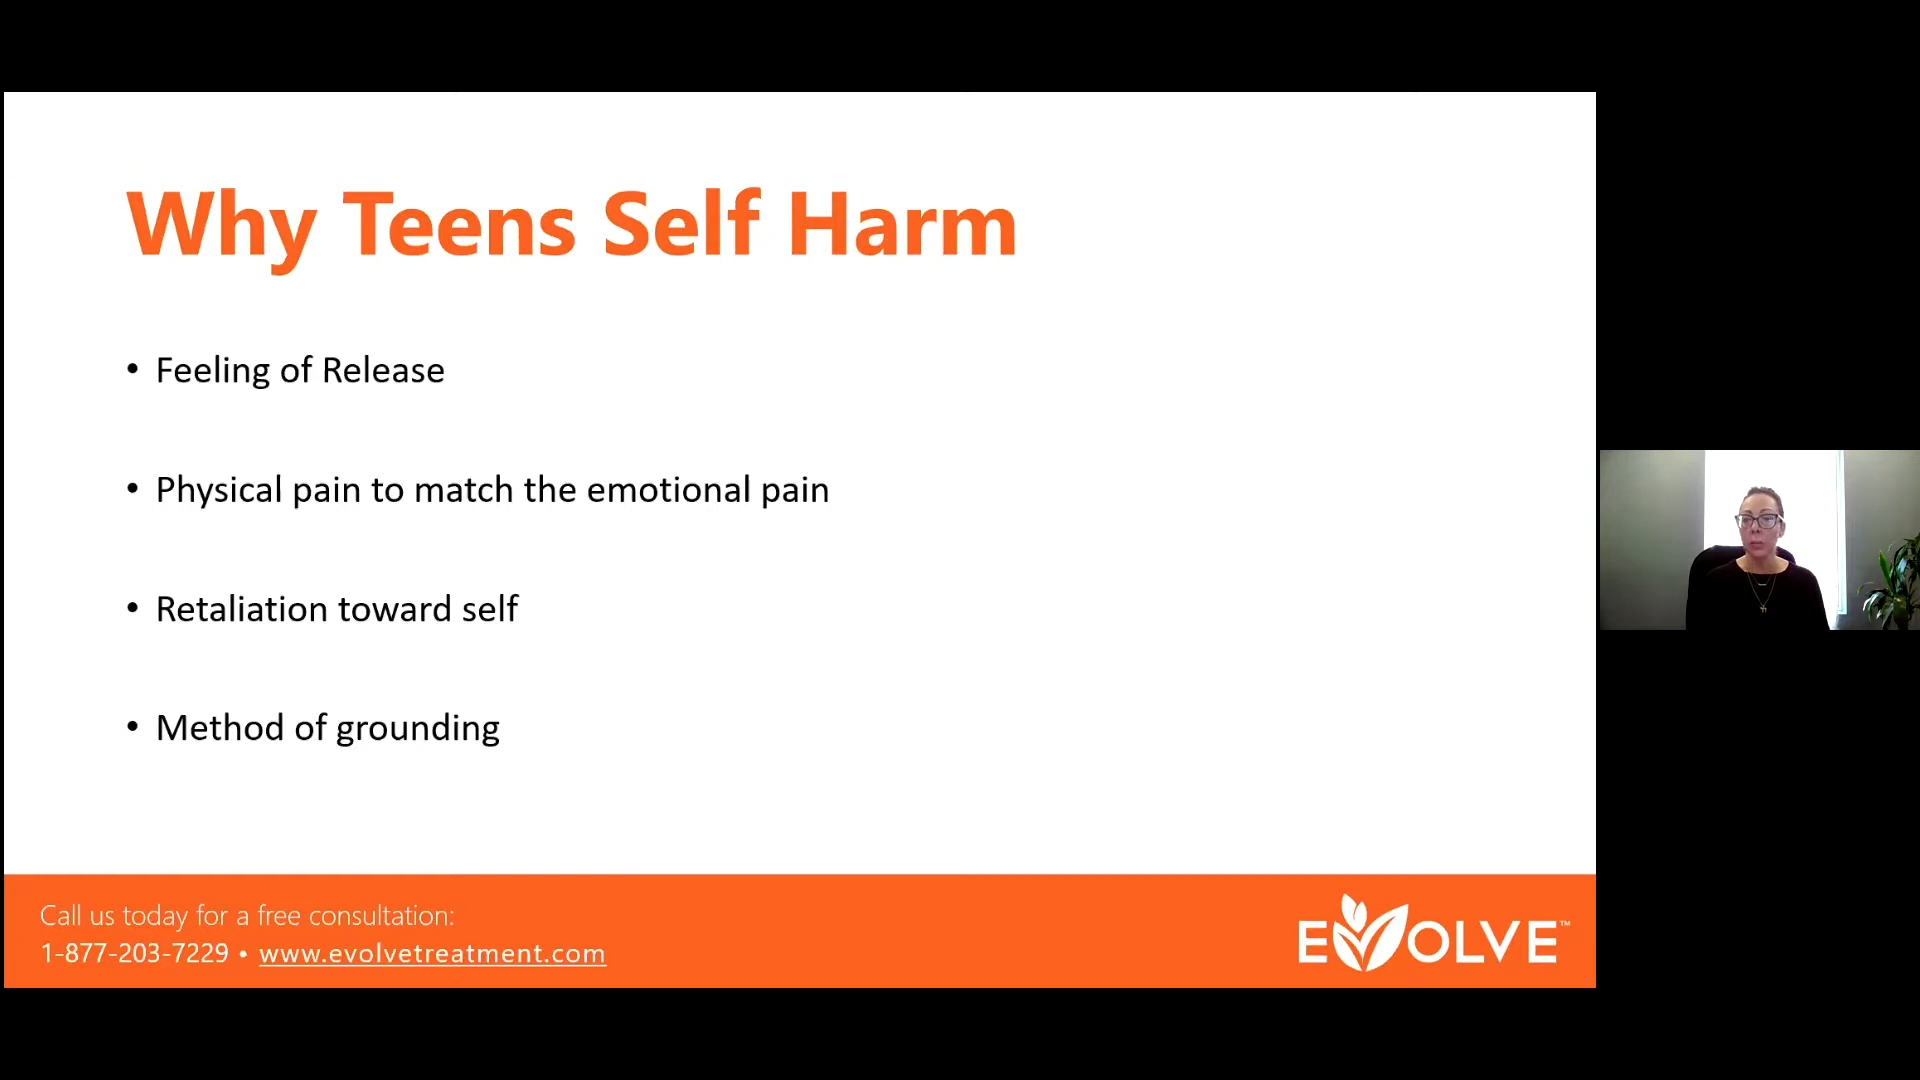 Why Teens Self Harm
• Feeling of Release
• Physical pain to match the emotional pain
• Retaliation toward self
• Method of grounding
Call us today for a free consultation:
1-877-203-7229 • www.evolvetreatment.com
EVOLVE™